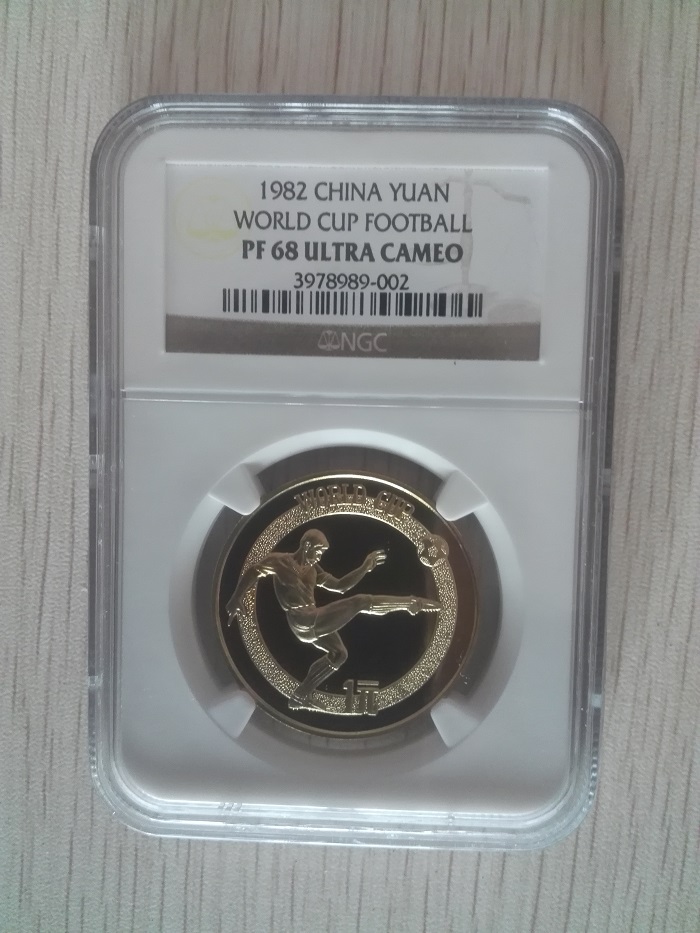 1982 CHINA YUAN
WORLD CUP FOOTBALL
PF 68 ULTRA CAMEO
3978989-002
NGC
WORLD CUP
1元